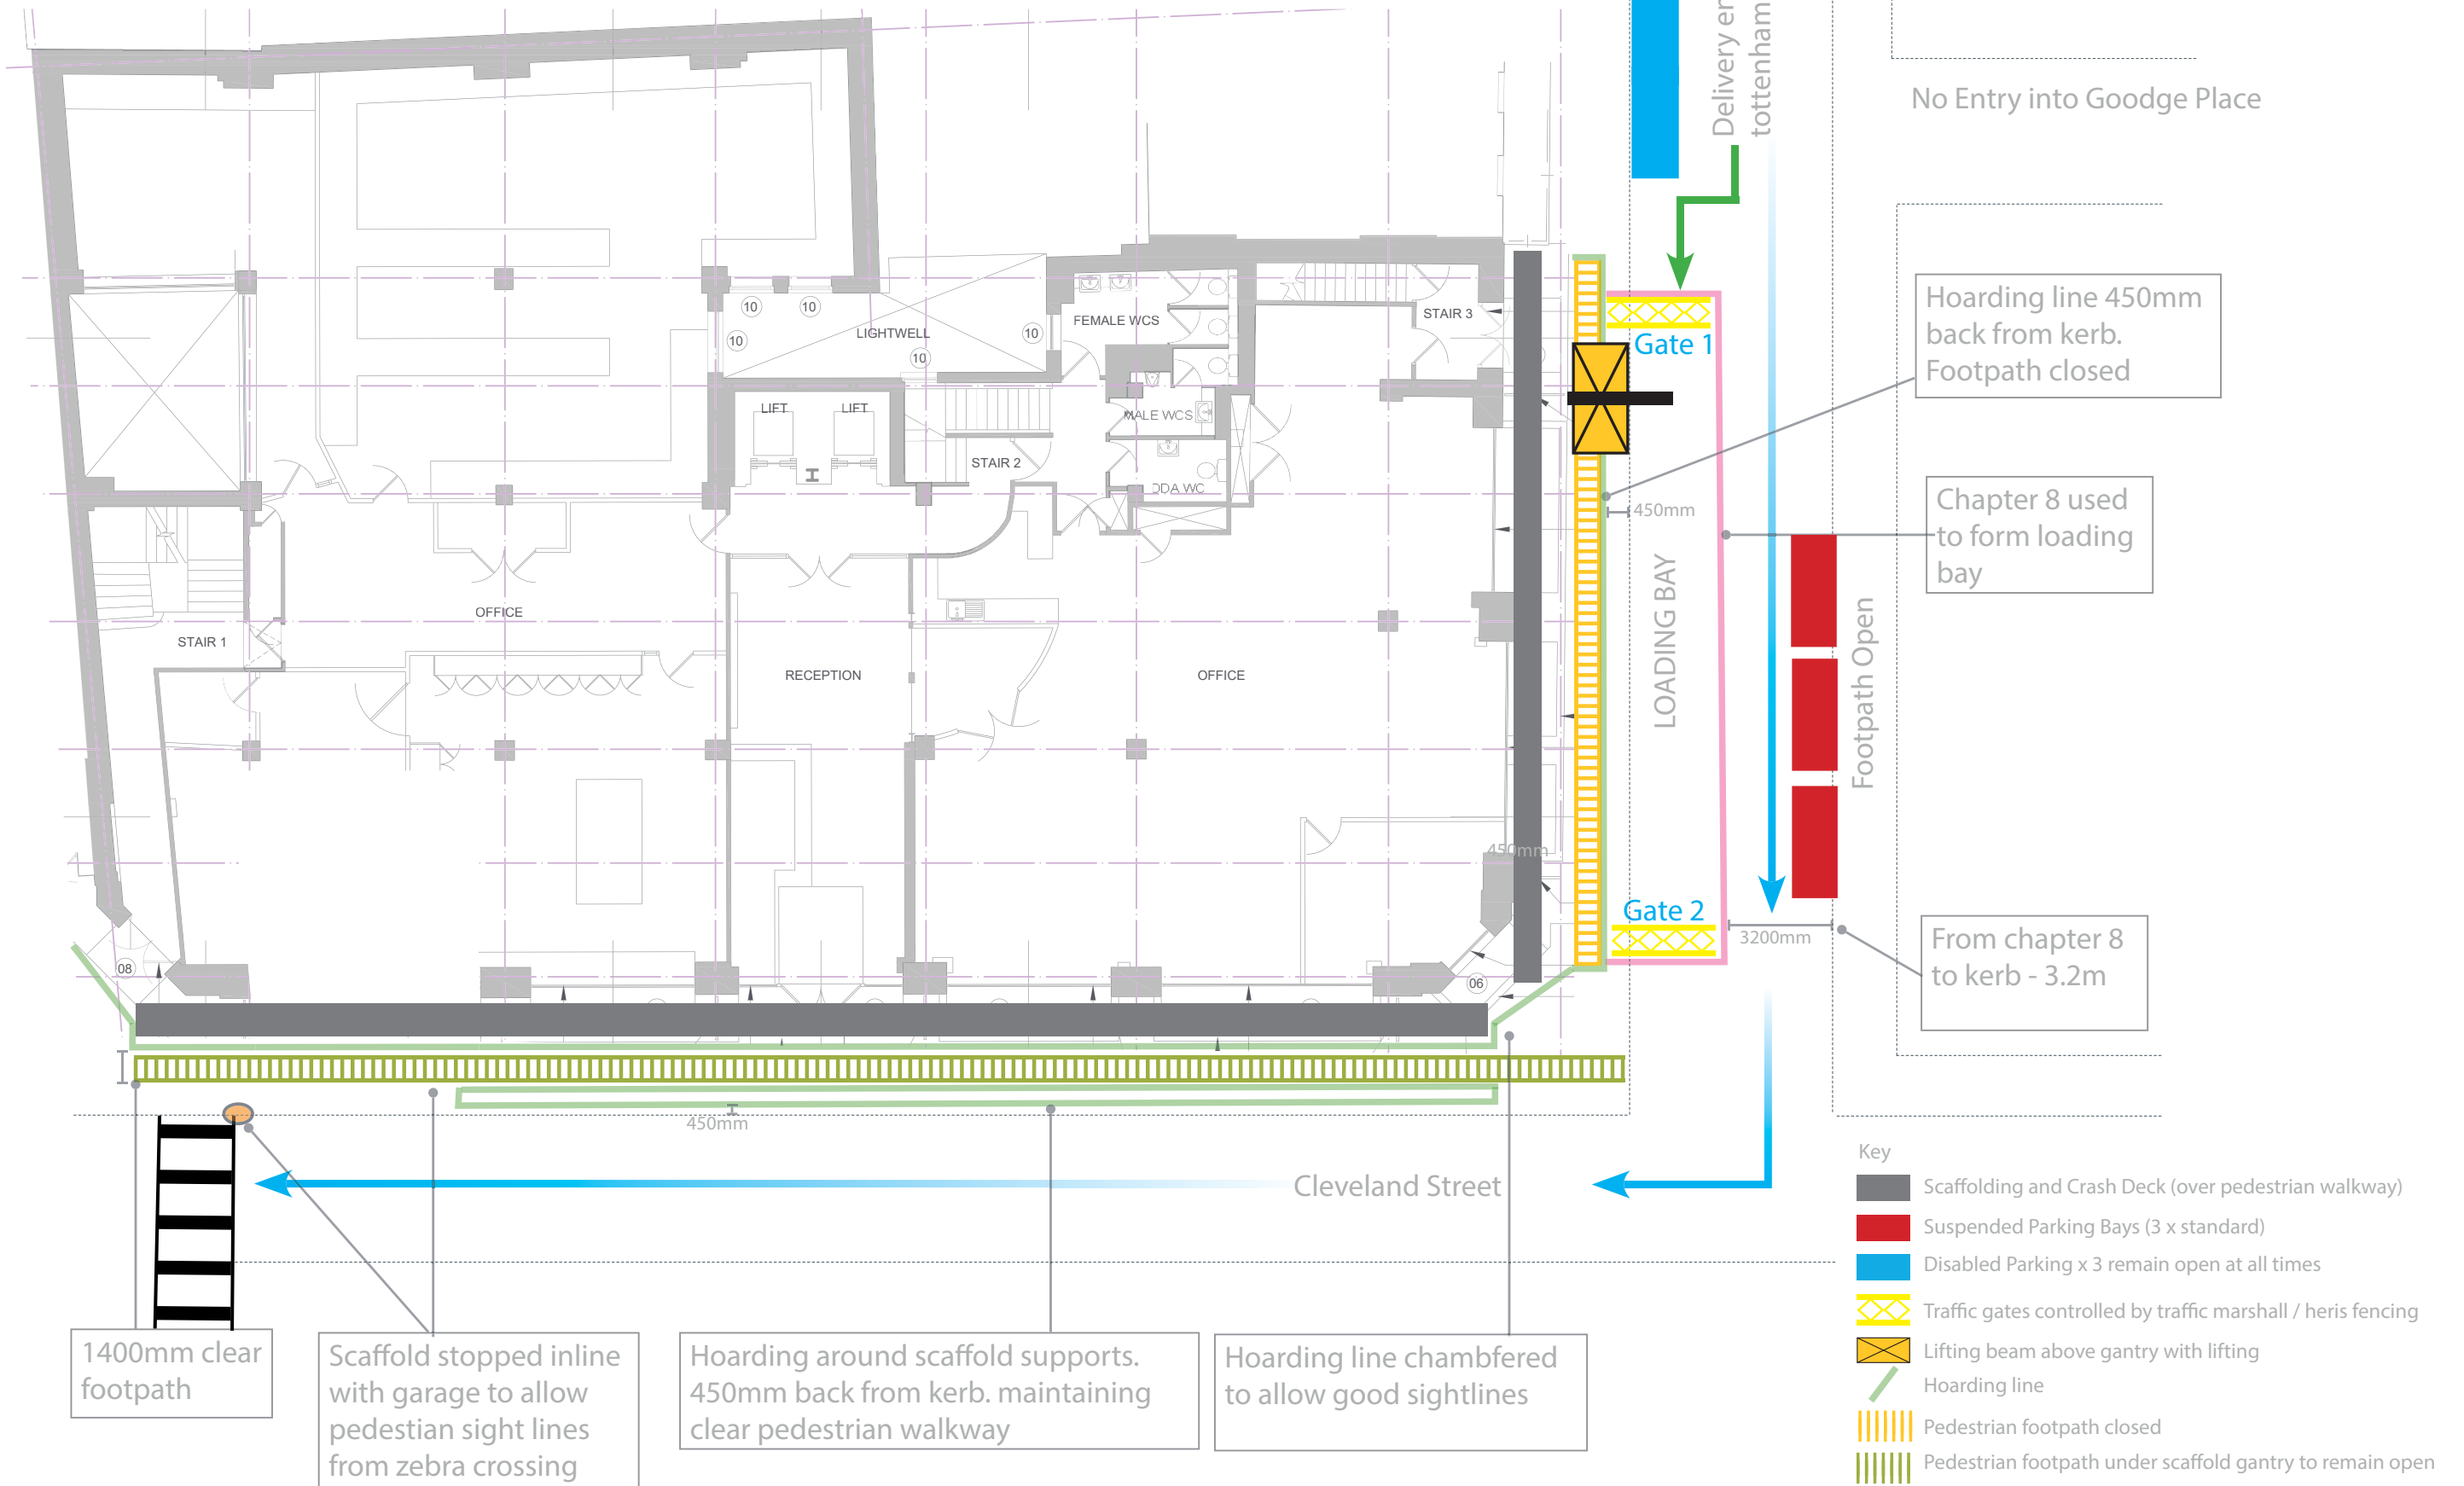 Delivery
tottenham
No Entry into Goodge Place
Hoarding line 450mm
back from kerb.
Footpath closed
Chapter 8 used
to form loading
bay
From chapter 8
to kerb - 3.2m
Gate 1
450mm
LOADING BAY
Footpath Open
Gate 2
3200mm
10
10
10
10
10
LIGHTWELL
FEMALE WCS
STAIR 3
LIFT
LIFT
MALE WCS
STAIR 2
DDA WC
OFFICE
STAIR 1
RECEPTION
OFFICE
450mm
08
06
450mm
Cleveland Street
1400mm clear
footpath
Scaffold stopped inline
with garage to allow
pedestian sight lines
from zebra crossing
Hoarding around scaffold supports.
450mm back from kerb. maintaining
clear pedestrian walkway
Hoarding line chambfered
to allow good sightlines
Key
Scaffolding and Crash Deck (over pedestrian walkway)
Suspended Parking Bays (3 x standard)
Disabled Parking x 3 remain open at all times
Traffic gates controlled by traffic marshall / heris fencing
Lifting beam above gantry with lifting
Hoarding line
Pedestrian footpath closed
Pedestrian footpath under scaffold gantry to remain open